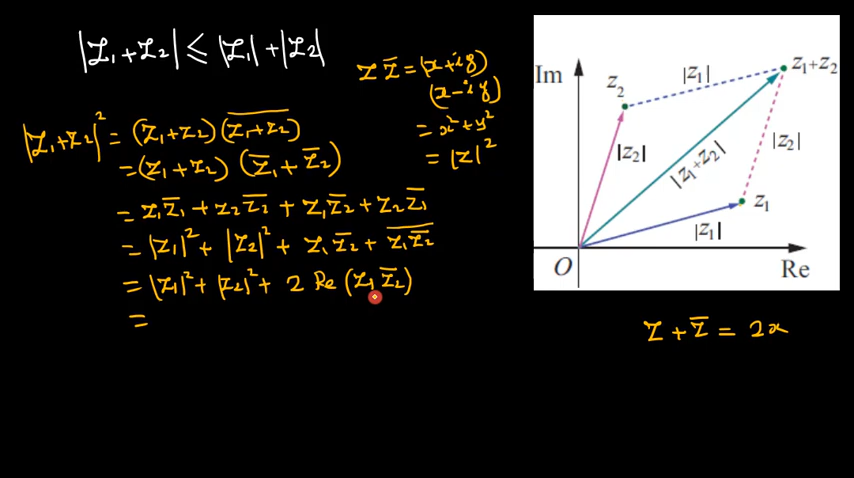 |Z₁+Z₂| ≤ |Z₁|+|Z₂|
Z Z̅ = (x+iy)
(x−iy)
= x²+y²
= |Z|²
|Z₁+Z₂|² = (Z₁+Z₂)(\overline{Z₁+Z₂})
= (Z₁+Z₂) (Z̅₁+Z̅₂)
= Z₁Z̅₁ + Z₂Z̅₂ + Z₁Z̅₂ + Z₂Z̅₁
= |Z₁|² + |Z₂|² + Z₁Z̅₂ + \overline{Z₁Z̅₂}
= |Z₁|² + |Z₂|² + 2 Re (Z₁Z̅₂)
=
Im
z₂
|z₁|
z₁+z₂
|z₂|
|z₁+z₂|
|z₂|
z₁
|z₁|
O
Re
Z + Z̅ = 2x